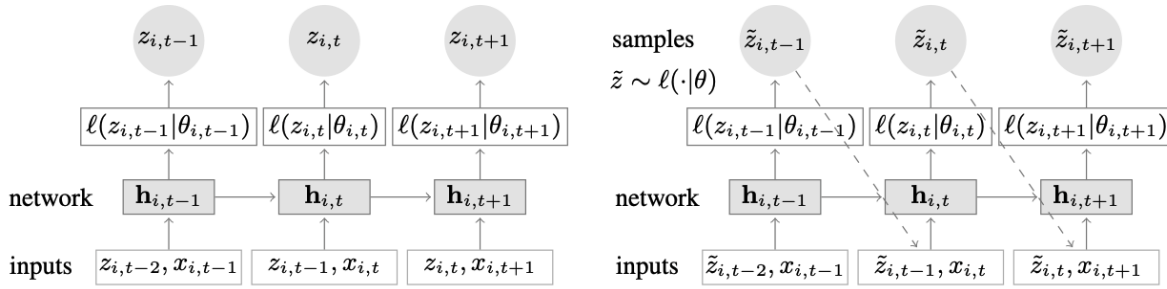 z_{i,t−1} z_{i,t} z_{i,t+1}
ℓ(z_{i,t−1}|θ_{i,t−1}) ℓ(z_{i,t}|θ_{i,t}) ℓ(z_{i,t+1}|θ_{i,t+1})
network h_{i,t−1} h_{i,t} h_{i,t+1}
inputs z_{i,t−2}, x_{i,t−1} z_{i,t−1}, x_{i,t} z_{i,t}, x_{i,t+1}
samples z̃_{i,t−1} z̃_{i,t} z̃_{i,t+1}
z̃ ∼ ℓ(·|θ)
ℓ(z_{i,t−1}|θ_{i,t−1}) ℓ(z_{i,t}|θ_{i,t}) ℓ(z_{i,t+1}|θ_{i,t+1})
network h_{i,t−1} h_{i,t} h_{i,t+1}
inputs z̃_{i,t−2}, x_{i,t−1} z̃_{i,t−1}, x_{i,t} z̃_{i,t}, x_{i,t+1}